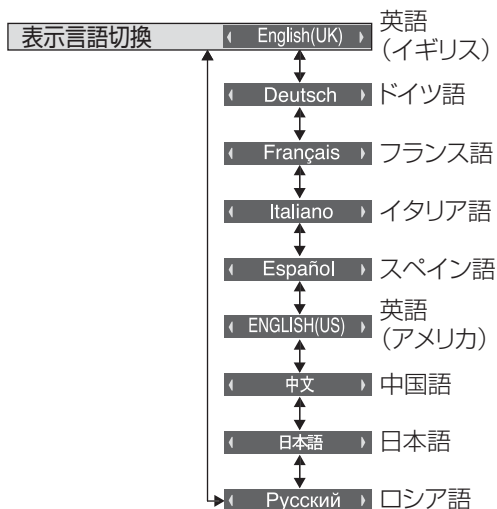 表示言語切換 English(UK) 英語
(イギリス)
Deutsch ドイツ語
Français フランス語
Italiano イタリア語
Español スペイン語
ENGLISH(US) 英語
(アメリカ)
中文 中国語
日本語 日本語
Русский ロシア語